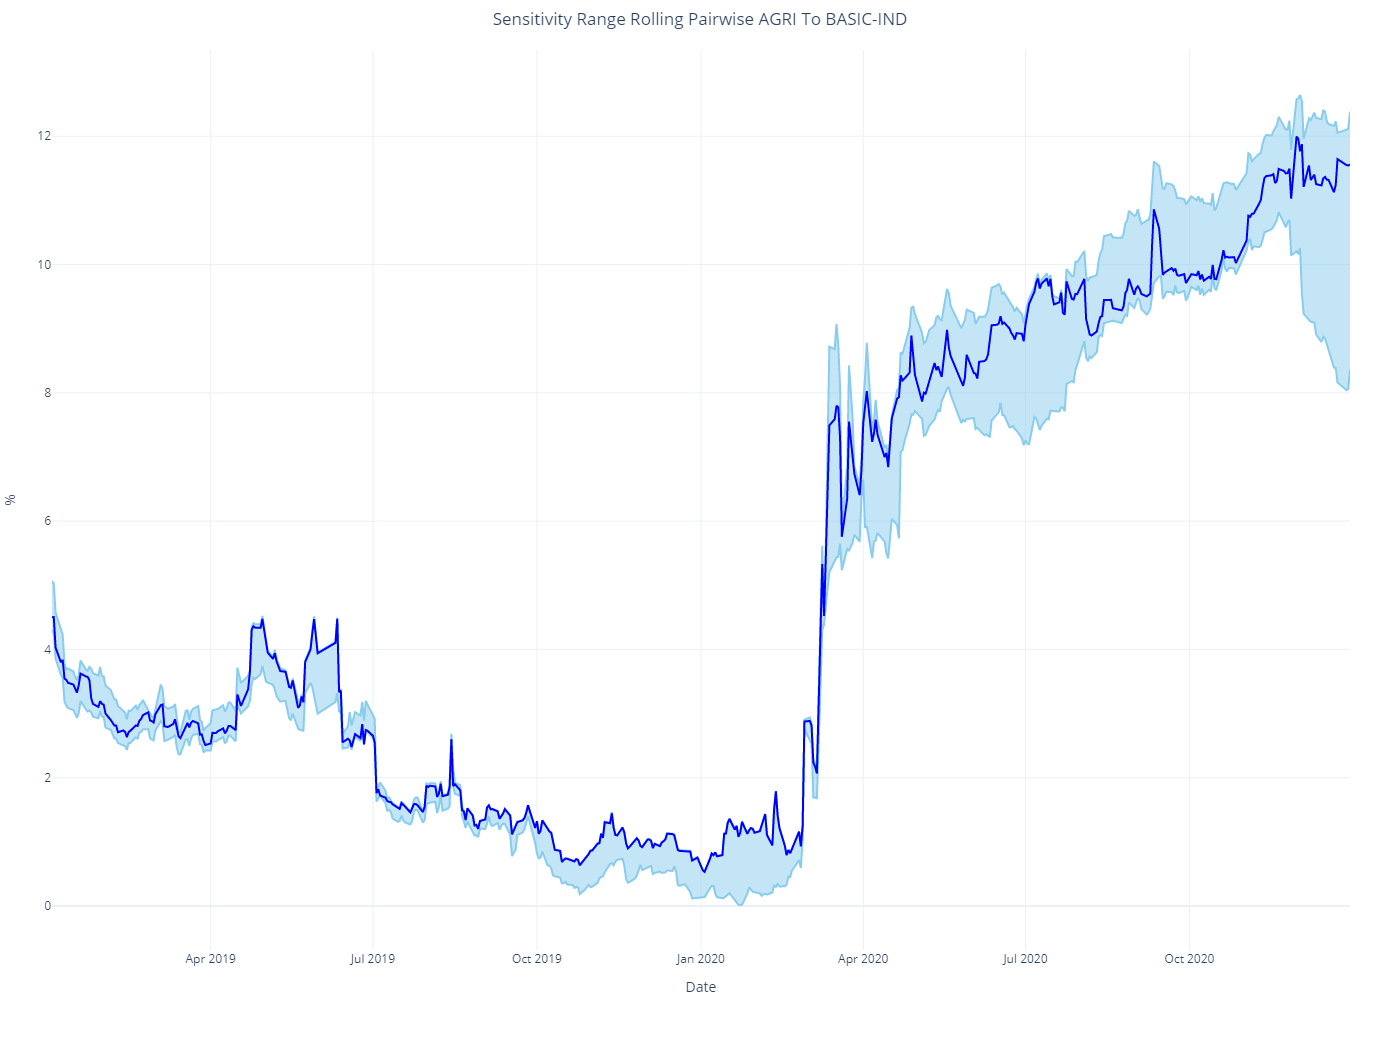 Sensitivity Range Rolling Pairwise AGRI To BASIC-IND
12
10
8
6
4
2
0
%
Apr 2019
Jul 2019
Oct 2019
Jan 2020
Apr 2020
Jul 2020
Oct 2020
Date